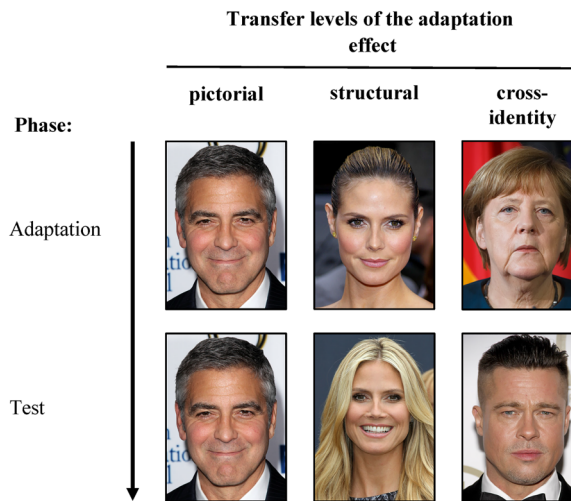 Transfer levels of the adaptation
effect
pictorial structural cross-
identity
Phase:
Adaptation
Test